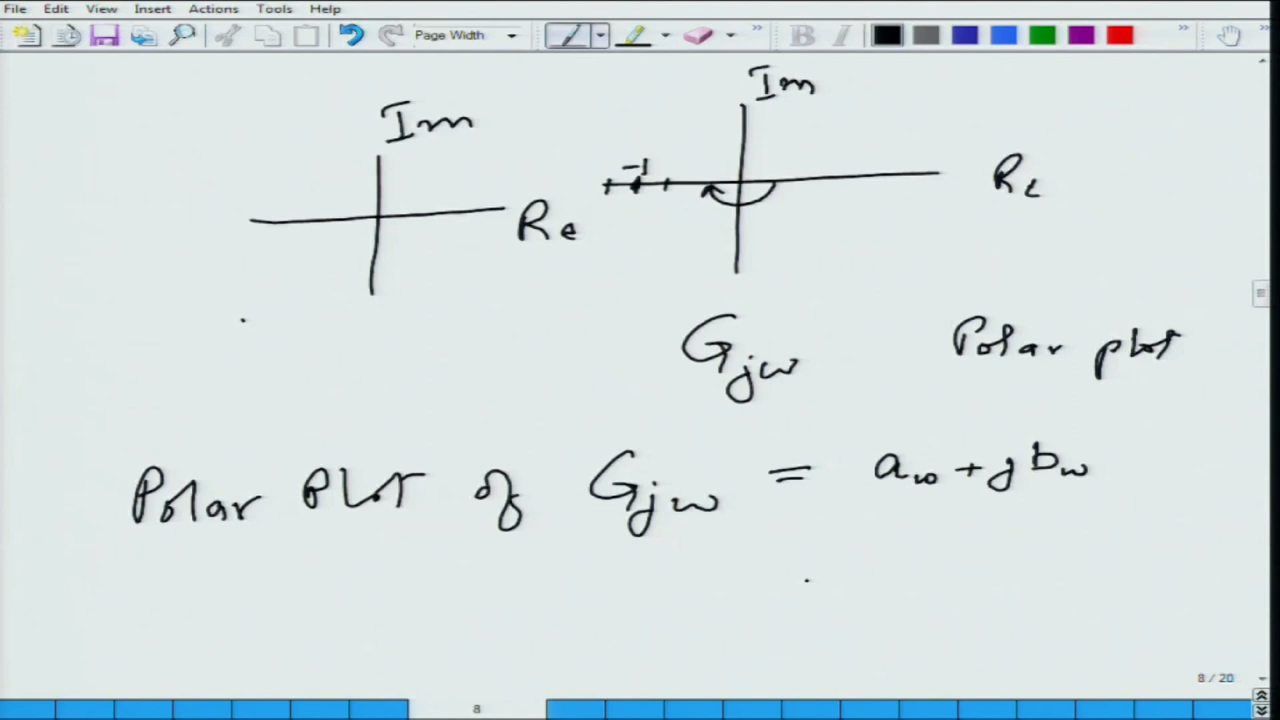 File Edit View Insert Actions Tools Help
Page Width
B I
Im
Im
-1
Re
Re
Gjω
Polar plot
Polar Plot of Gjω = aω + j bω
8 / 20
8